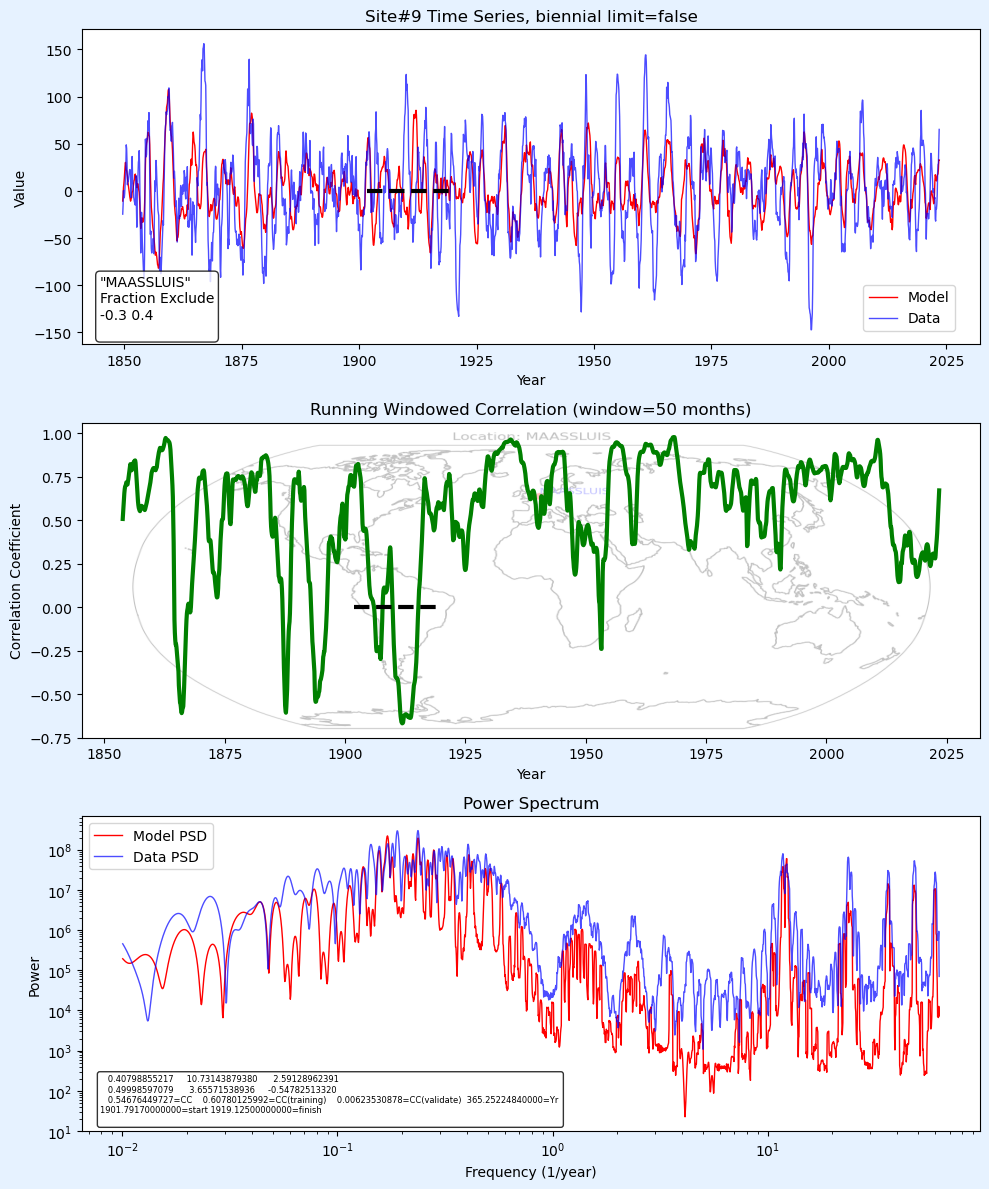 Site#9 Time Series, biennial limit=false
150
100
50
0
−50
−100
−150
Value
"MAASSLUIS"
Fraction Exclude
-0.3 0.4
Model
Data
1850
1875
1900
1925
1950
1975
2000
2025
Year
Running Windowed Correlation (window=50 months)
Location: MAASSLUIS
MAASSLUIS
1.00
0.75
0.50
0.25
0.00
−0.25
−0.50
−0.75
Correlation Coefficient
1850
1875
1900
1925
1950
1975
2000
2025
Year
Power Spectrum
Model PSD
Data PSD
10⁸
10⁷
10⁶
10⁵
10⁴
10³
10²
10¹
Power
0.40798855217 10.73143879380 2.59128962391
0.49998597079 3.65571538936 -0.54782513320
0.54676449727=CC 0.60780125992=CC(training) 0.00623530878=CC(validate) 365.25224840000=Yr
1901.79170000000=start 1919.12500000000=finish
10⁻²
10⁻¹
10⁰
10¹
Frequency (1/year)